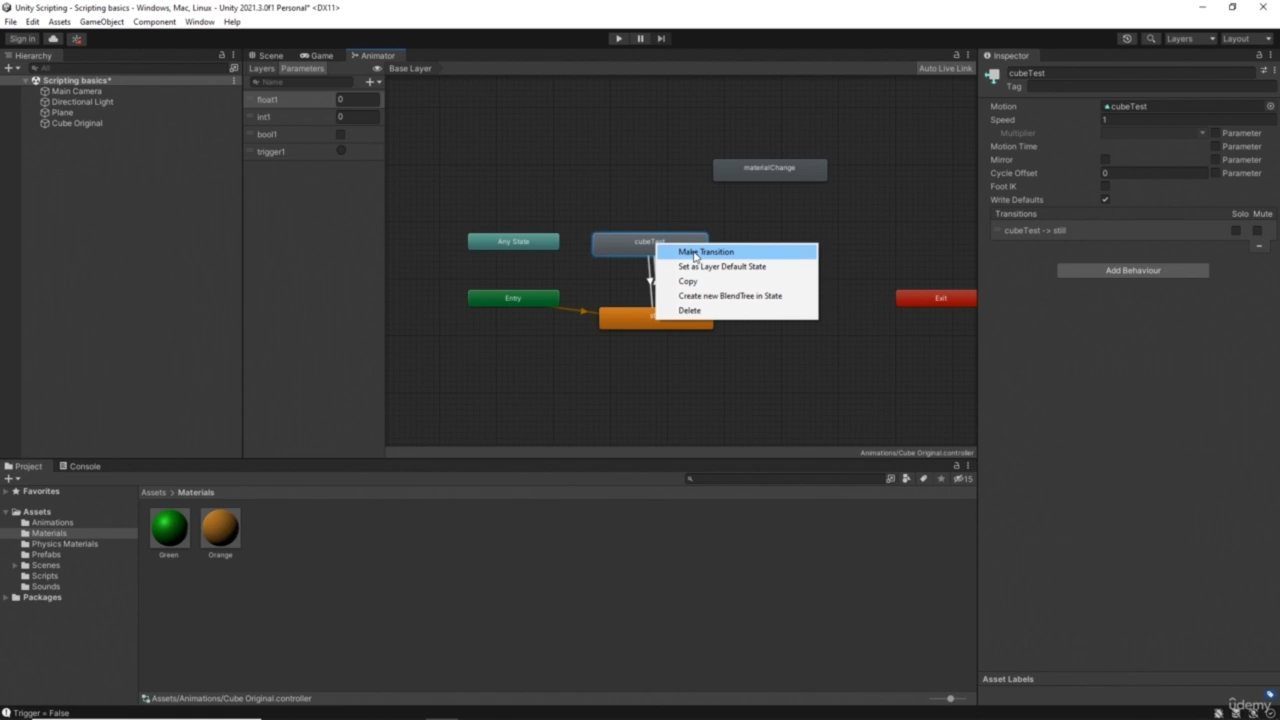 Unity Scripting - Scripting basics - Windows, Mac, Linux - Unity 2021.3.0f1 Personal* <DX11>
File Edit Assets GameObject Component Window Help
Sign in
Layers Layout
Hierarchy
All
Scripting basics*
Main Camera
Directional Light
Plane
Cube Original
Scene Game Animator
Layers Parameters Base Layer Auto Live Link
Name
float1 0
int1 0
bool1
trigger1
materialChange
Any State
cubeTest
Entry
Exit
Make Transition
Set as Layer Default State
Copy
Create new BlendTree in State
Delete
Animations/Cube Original.controller
Inspector
cubeTest
Tag
Motion cubeTest
Speed 1
Multiplier Parameter
Motion Time Parameter
Mirror Parameter
Cycle Offset 0 Parameter
Foot IK
Write Defaults
Transitions Solo Mute
cubeTest -> still
Add Behaviour
Asset Labels
Project Console
15
Favorites
Assets
Animations
Materials
Physics Materials
Prefabs
Scenes
Scripts
Sounds
Packages
Assets > Materials
Green Orange
Assets/Animations/Cube Original.controller
Trigger = False
udemy